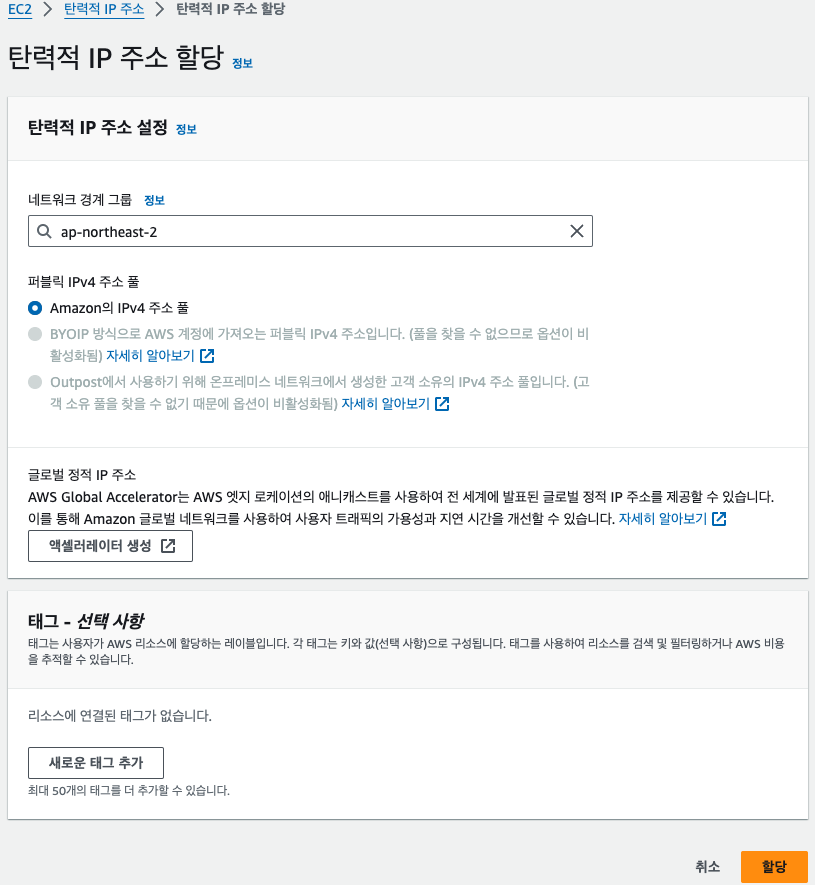 EC2 > 탄력적 IP 주소 > 탄력적 IP 주소 할당
탄력적 IP 주소 할당 정보
탄력적 IP 주소 설정 정보
네트워크 경계 그룹 정보
ap-northeast-2
퍼블릭 IPv4 주소 풀
Amazon의 IPv4 주소 풀
BYOIP 방식으로 AWS 계정에 가져오는 퍼블릭 IPv4 주소입니다. (풀을 찾을 수 없으므로 옵션이 비
활성화됨) 자세히 알아보기
Outpost에서 사용하기 위해 온프레미스 네트워크에서 생성한 고객 소유의 IPv4 주소 풀입니다. (고
객 소유 풀을 찾을 수 없기 때문에 옵션이 비활성화됨) 자세히 알아보기
글로벌 정적 IP 주소
AWS Global Accelerator는 AWS 엣지 로케이션의 애니캐스트를 사용하여 전 세계에 발표된 글로벌 정적 IP 주소를 제공할 수 있습니다.
이를 통해 Amazon 글로벌 네트워크를 사용하여 사용자 트래픽의 가용성과 지연 시간을 개선할 수 있습니다. 자세히 알아보기
액셀러레이터 생성
태그 - 선택 사항
태그는 사용자가 AWS 리소스에 할당하는 레이블입니다. 각 태그는 키와 값(선택 사항)으로 구성됩니다. 태그를 사용하여 리소스를 검색 및 필터링하거나 AWS 비용
을 추적할 수 있습니다.
리소스에 연결된 태그가 없습니다.
새로운 태그 추가
최대 50개의 태그를 더 추가할 수 있습니다.
취소 할당